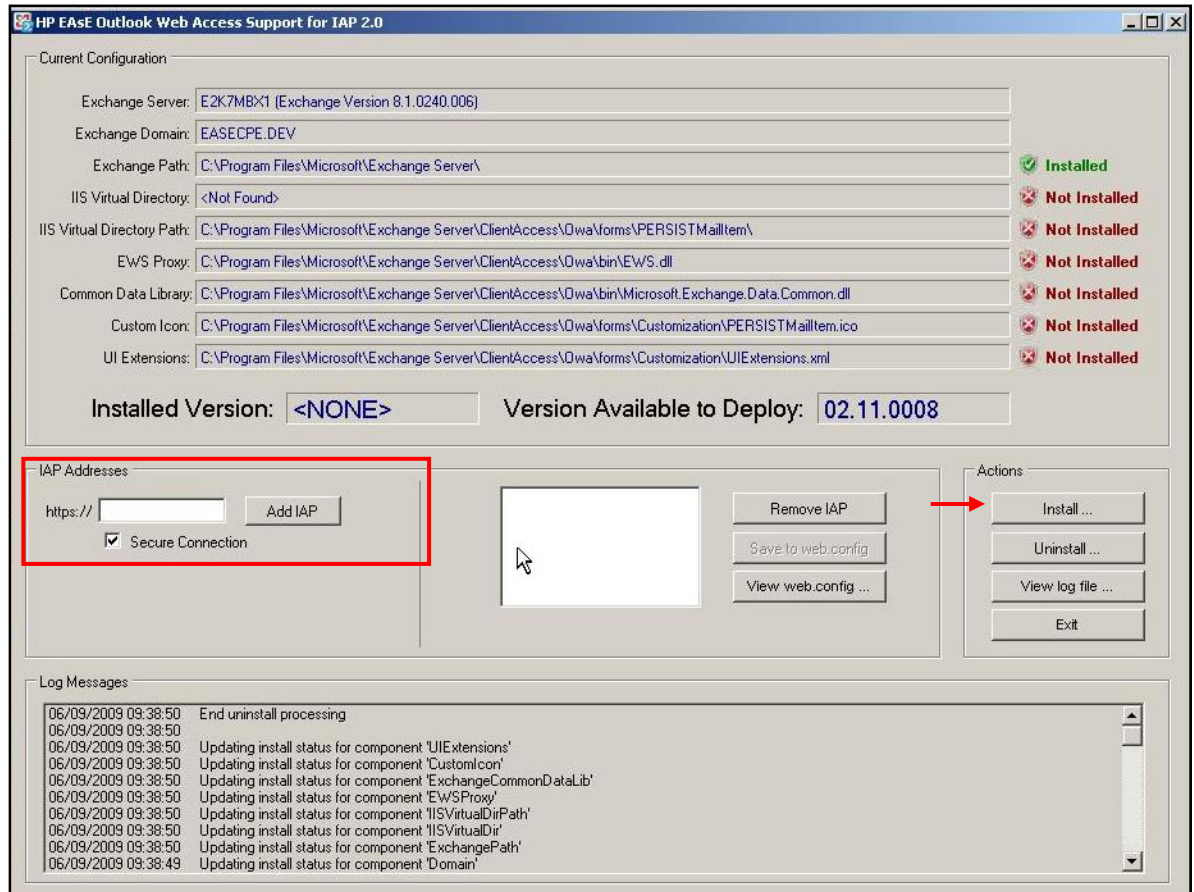 HP EAsE Outlook Web Access Support for IAP 2.0
Current Configuration
Exchange Server: E2K7MBX1 (Exchange Version 8.1.0240.006)
Exchange Domain: EASECPE.DEV
Exchange Path: C:\Program Files\Microsoft\Exchange Server\ Installed
IIS Virtual Directory: <Not Found> Not Installed
IIS Virtual Directory Path: C:\Program Files\Microsoft\Exchange Server\ClientAccess\Owa\forms\PERSISTMailItem\ Not Installed
EWS Proxy: C:\Program Files\Microsoft\Exchange Server\ClientAccess\Owa\bin\EWS.dll Not Installed
Common Data Library: C:\Program Files\Microsoft\Exchange Server\ClientAccess\Owa\bin\Microsoft.Exchange.Data.Common.dll Not Installed
Custom Icon: C:\Program Files\Microsoft\Exchange Server\ClientAccess\Owa\forms\Customization\PERSISTMailItem.ico Not Installed
UI Extensions: C:\Program Files\Microsoft\Exchange Server\ClientAccess\Owa\forms\Customization\UIExtensions.xml Not Installed
Installed Version: <NONE> Version Available to Deploy: 02.11.0008
IAP Addresses
https:// Add IAP
Secure Connection
Remove IAP
Save to web.config
View web.config ...
Actions
Install ...
Uninstall ...
View log file ...
Exit
Log Messages
06/09/2009 09:38:50 End uninstall processing
06/09/2009 09:38:50
06/09/2009 09:38:50 Updating install status for component 'UIExtensions'
06/09/2009 09:38:50 Updating install status for component 'CustomIcon'
06/09/2009 09:38:50 Updating install status for component 'ExchangeCommonDataLib'
06/09/2009 09:38:50 Updating install status for component 'EWSProxy'
06/09/2009 09:38:50 Updating install status for component 'IISVirtualDirPath'
06/09/2009 09:38:50 Updating install status for component 'IISVirtualDir'
06/09/2009 09:38:50 Updating install status for component 'ExchangePath'
06/09/2009 09:38:49 Updating install status for component 'Domain'